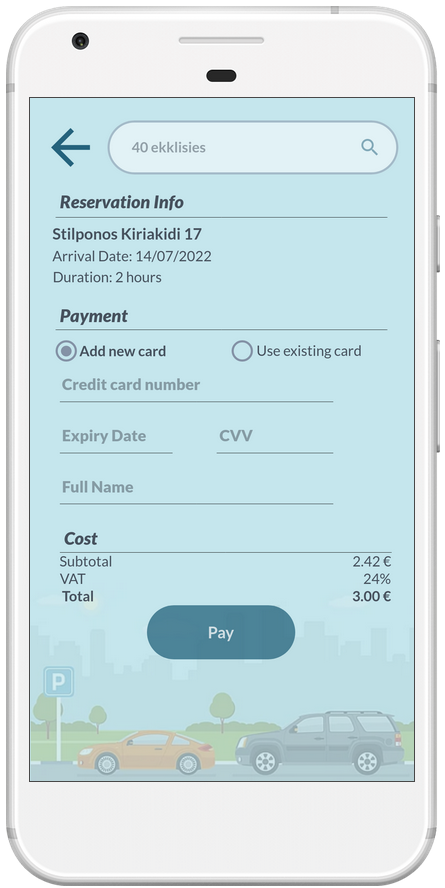 40 ekklisies
Reservation Info
Stilponos Kiriakidi 17
Arrival Date: 14/07/2022
Duration: 2 hours
Payment
Add new card Use existing card
Credit card number
Expiry Date CVV
Full Name
Cost
Subtotal 2.42 €
VAT 24%
Total 3.00 €
Pay
P